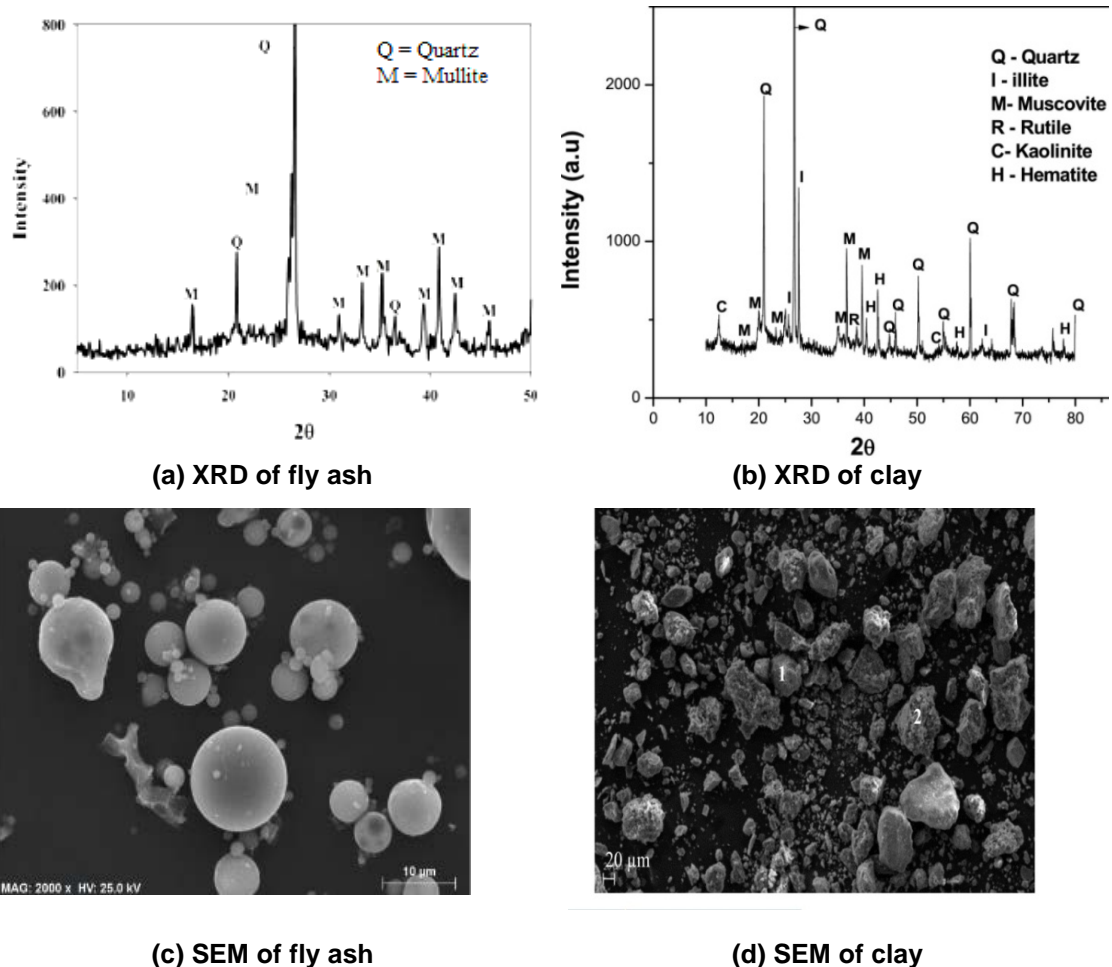 800
600
400
200
0
Intensity
10
20
30
40
50
2θ
Q = Quartz
M = Mullite
Q
M
M
Q
M
M
M
Q
M
M
M
M
(a) XRD of fly ash
2000
1000
0
Intensity (a.u)
0
10
20
30
40
50
60
70
80
2θ
Q - Quartz
I - illite
M- Muscovite
R - Rutile
C- Kaolinite
H - Hematite
Q
Q
I
C
M
M
M
I
M
M
R
M
H
H
Q
Q
Q
C
Q
H
Q
I
Q
H
Q
(b) XRD of clay
MAG: 2000 x HV: 25.0 kV
10 µm
(c) SEM of fly ash
1
2
20 µm
(d) SEM of clay